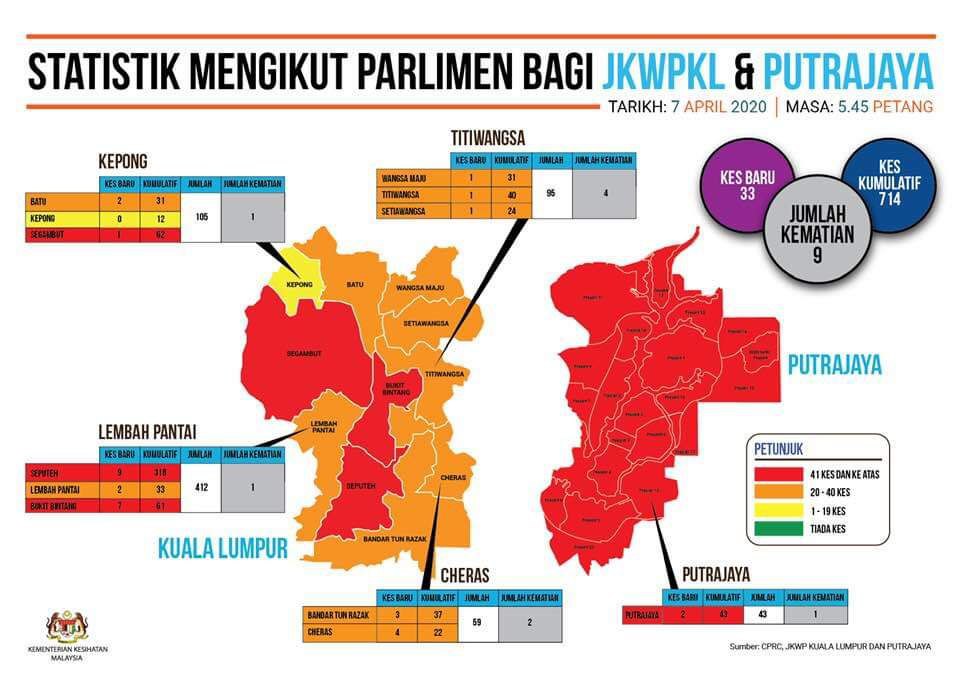 STATISTIK MENGIKUT PARLIMEN BAGI JKWPKL & PUTRAJAYA
TARIKH: 7 APRIL 2020 | MASA: 5.45 PETANG
KEPONG
KES BARU KUMULATIF JUMLAH JUMLAH KEMATIAN
BATU 2 31
KEPONG 0 12 105 1
SEGAMBUT 1 62
TITIWANGSA
KES BARU KUMULATIF JUMLAH JUMLAH KEMATIAN
WANGSA MAJU 1 31
TITIWANGSA 1 40 95 4
SETIAWANGSA 1 24
KES BARU
33
KES
KUMULATIF
714
JUMLAH
KEMATIAN
9
KEPONG
BATU
WANGSA MAJU
SETIAWANGSA
SEGAMBUT
TITIWANGSA
BUKIT
BINTANG
LEMBAH
PANTAI
SEPUTEH
CHERAS
BANDAR TUN RAZAK
PUTRAJAYA
LEMBAH PANTAI
KES BARU KUMULATIF JUMLAH JUMLAH KEMATIAN
SEPUTEH 9 318
LEMBAH PANTAI 2 33 412 1
BUKIT BINTANG 7 61
KUALA LUMPUR
PETUNJUK
41 KES DAN KE ATAS
20 - 40 KES
1 - 19 KES
TIADA KES
CHERAS
KES BARU KUMULATIF JUMLAH JUMLAH KEMATIAN
BANDAR TUN RAZAK 3 37 59 2
CHERAS 4 22
PUTRAJAYA
KES BARU KUMULATIF JUMLAH JUMLAH KEMATIAN
PUTRAJAYA 2 43 43 1
KEMENTERIAN KESIHATAN
MALAYSIA
Sumber: CPRC, JKWP KUALA LUMPUR DAN PUTRAJAYA